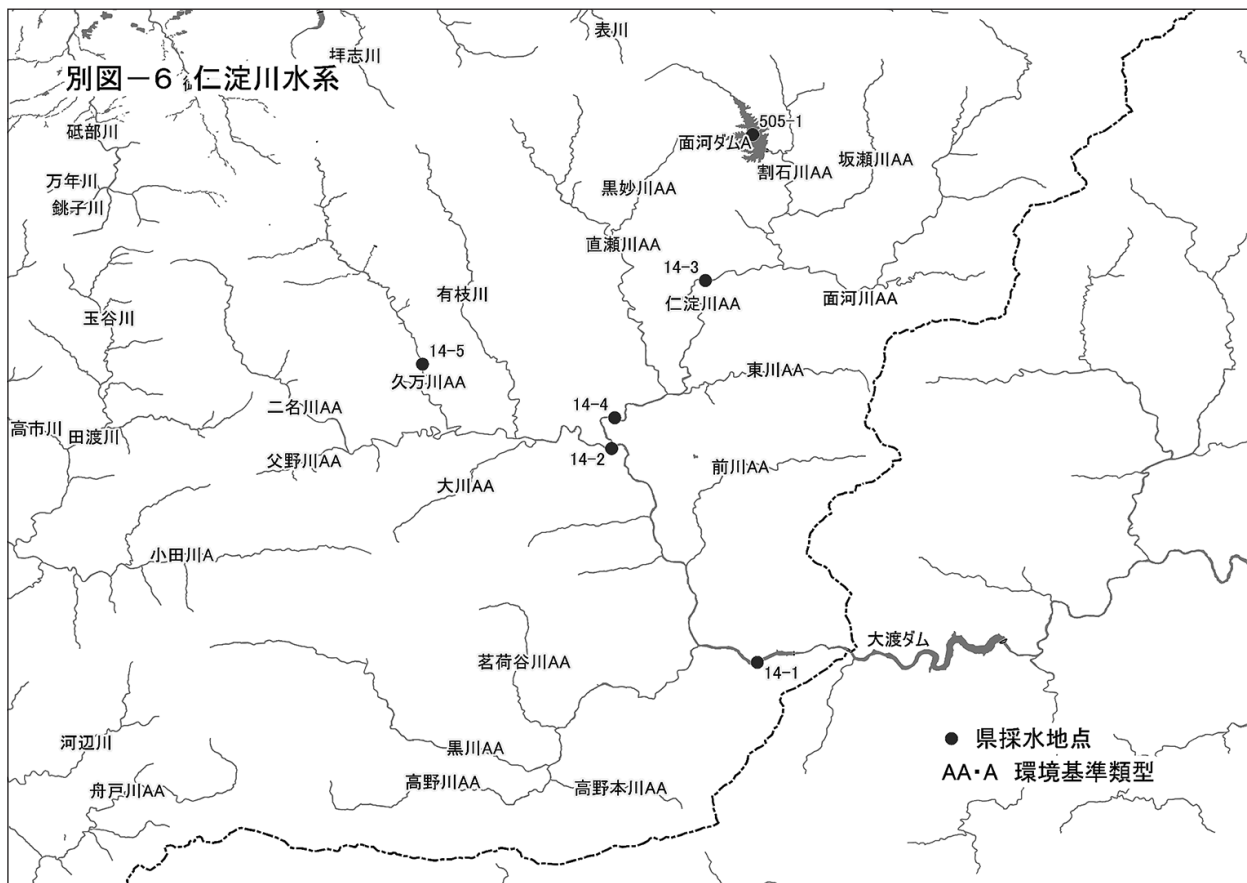 別図－6 仁淀川水系
表川
拝志川
505-1
砥部川
面河ダムA
坂瀬川AA
割石川AA
万年川
黒妙川AA
銚子川
直瀬川AA
14-3
有枝川
仁淀川AA
面河川AA
玉谷川
14-5
東川AA
久万川AA
二名川AA
14-4
高市川
田渡川
14-2
父野川AA
前川AA
大川AA
小田川A
大渡ダム
茗荷谷川AA
14-1
河辺川
黒川AA
● 県採水地点
高野川AA
AA・A 環境基準類型
舟戸川AA
高野本川AA